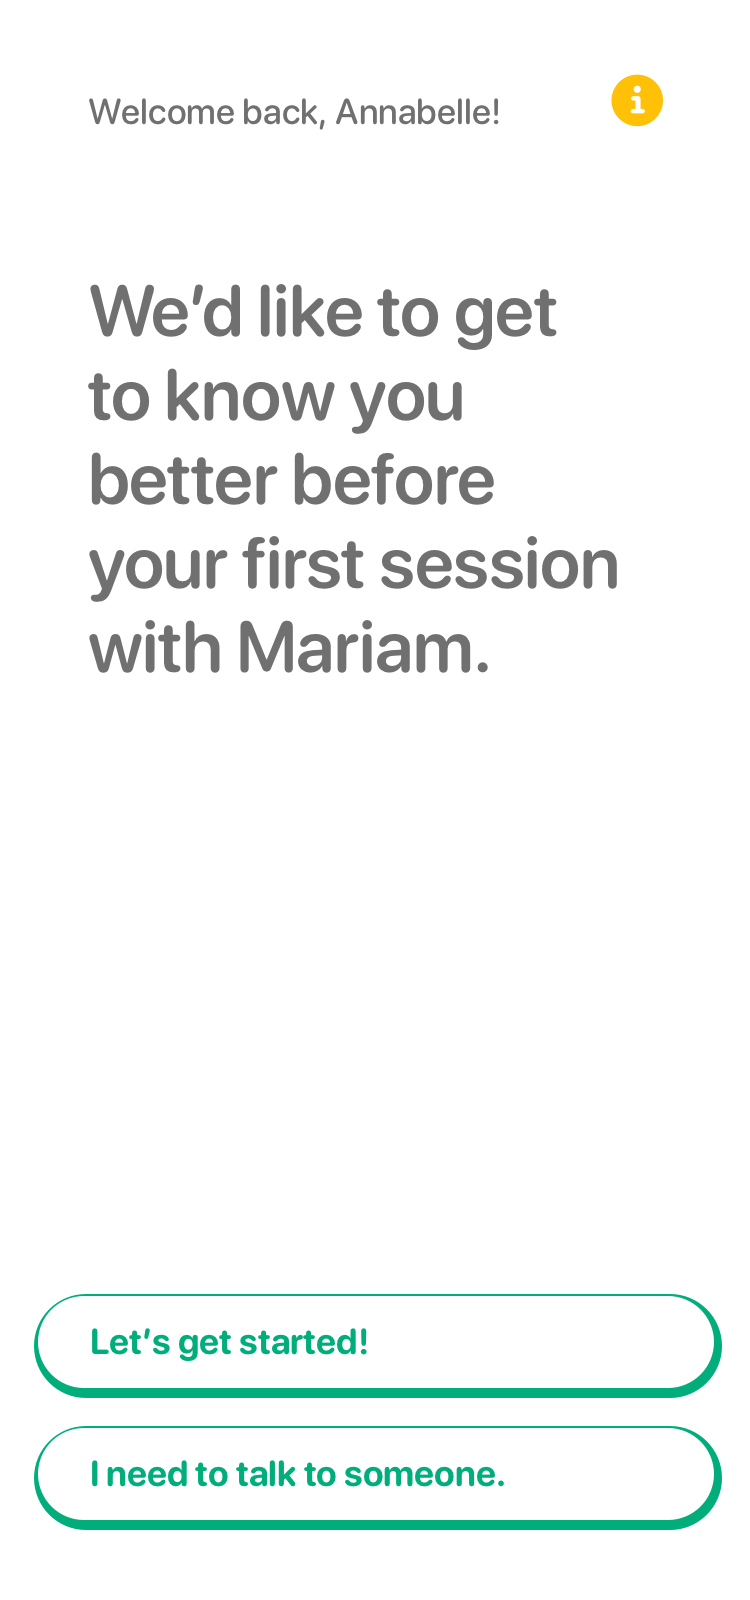 Welcome back, Annabelle!
We’d like to get
to know you
better before
your first session
with Mariam.
Let’s get started!
I need to talk to someone.